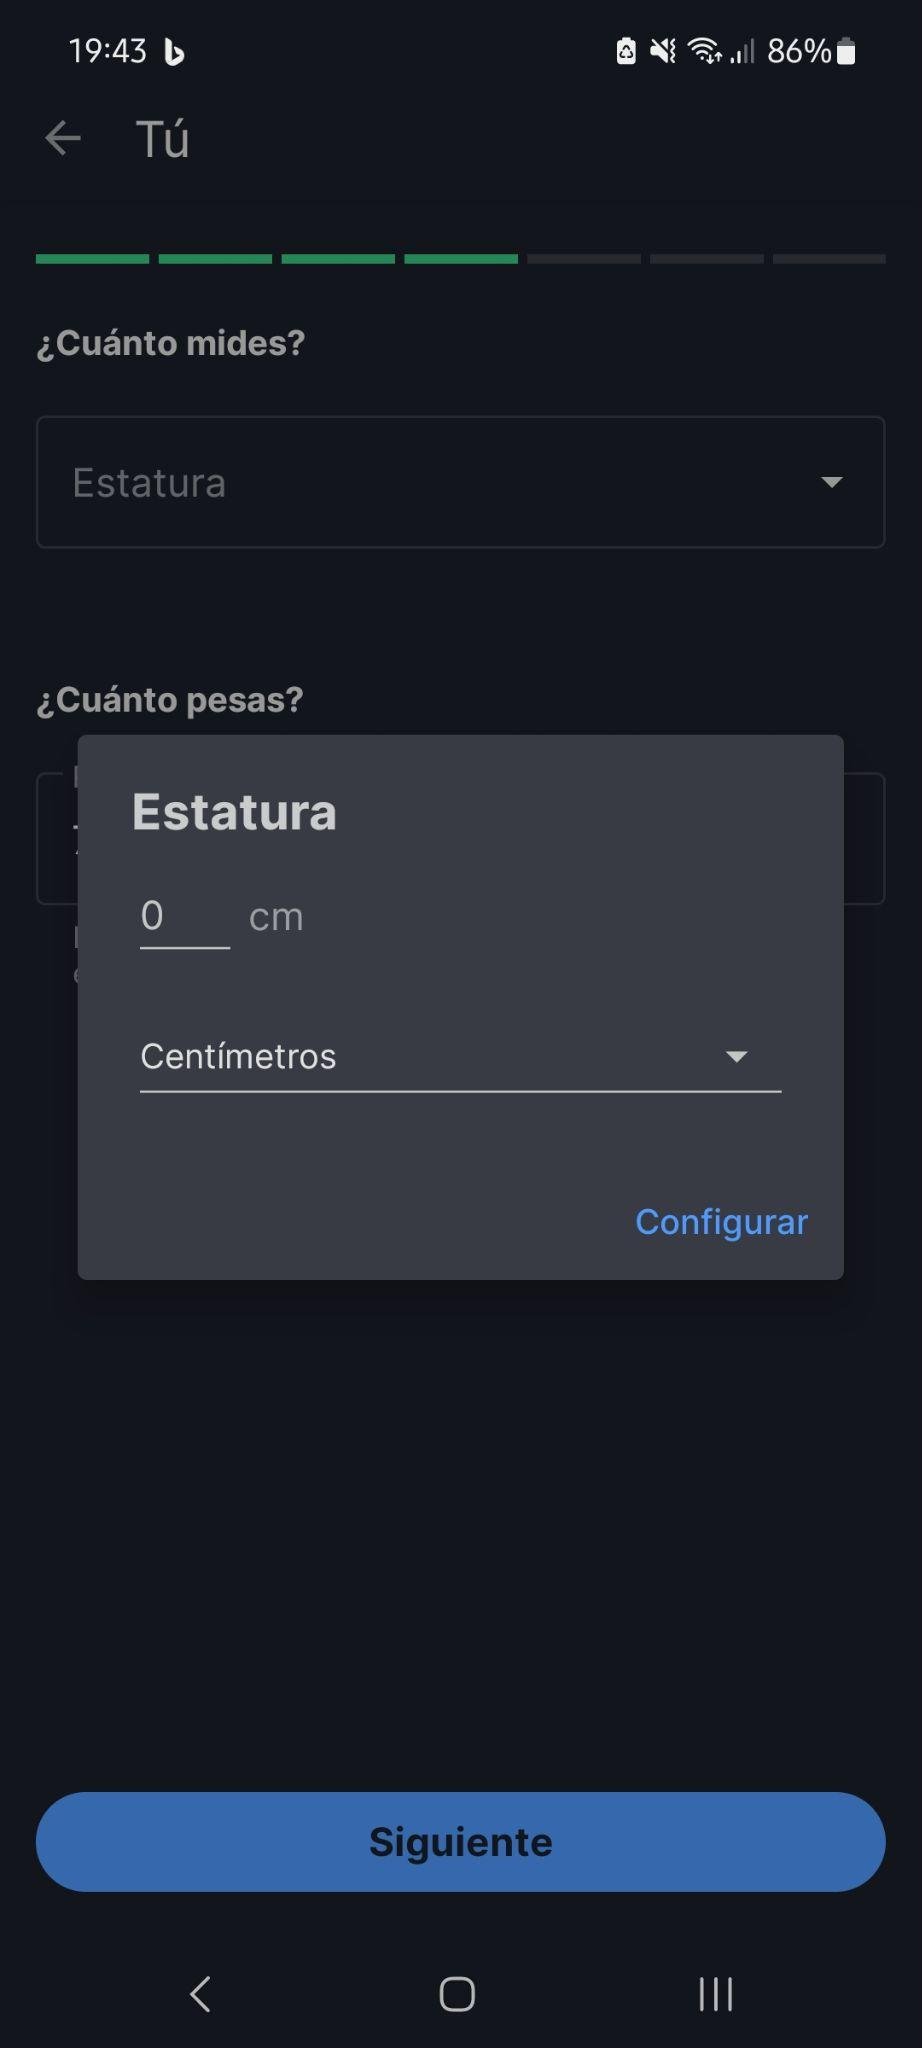 19:43
86%
Tú
¿Cuánto mides?
Estatura
¿Cuánto pesas?
Estatura
0 cm
Centímetros
Configurar
Siguiente